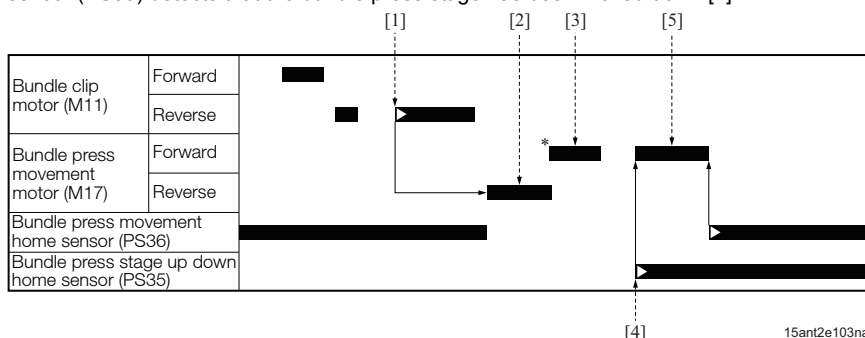 [1] [2] [3] [5]
Bundle clip
motor (M11)
Forward
Reverse
Bundle press
movement
motor (M17)
Forward
Reverse
*
Bundle press movement
home sensor (PS36)
Bundle press stage up down
home sensor (PS35)
[4]
15ant2e103na